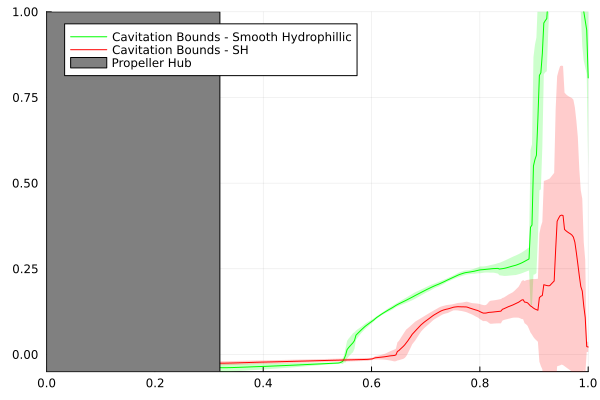 1.00
Cavitation Bounds - Smooth Hydrophillic
Cavitation Bounds - SH
Propeller Hub
0.75
0.50
0.25
0.00
0.0 0.2 0.4 0.6 0.8 1.0